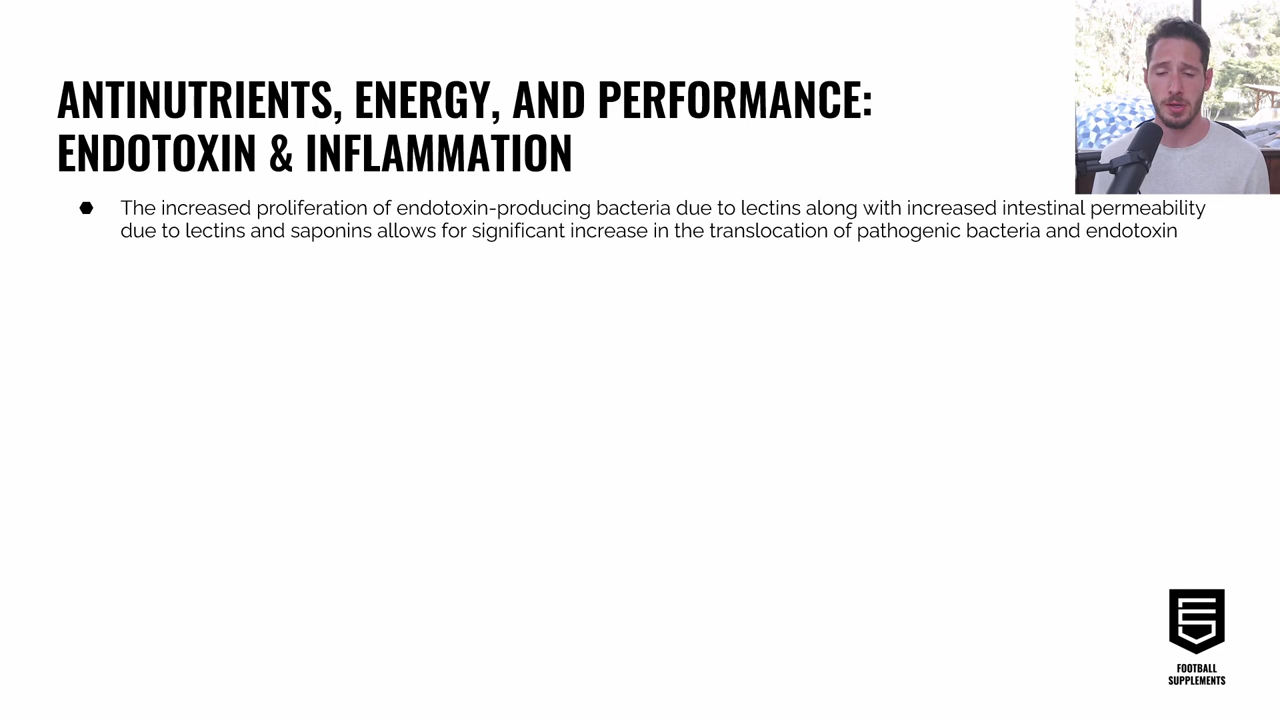 ANTINUTRIENTS, ENERGY, AND PERFORMANCE:
ENDOTOXIN & INFLAMMATION
The increased proliferation of endotoxin-producing bacteria due to lectins along with increased intestinal permeability
due to lectins and saponins allows for significant increase in the translocation of pathogenic bacteria and endotoxin
FOOTBALL
SUPPLEMENTS